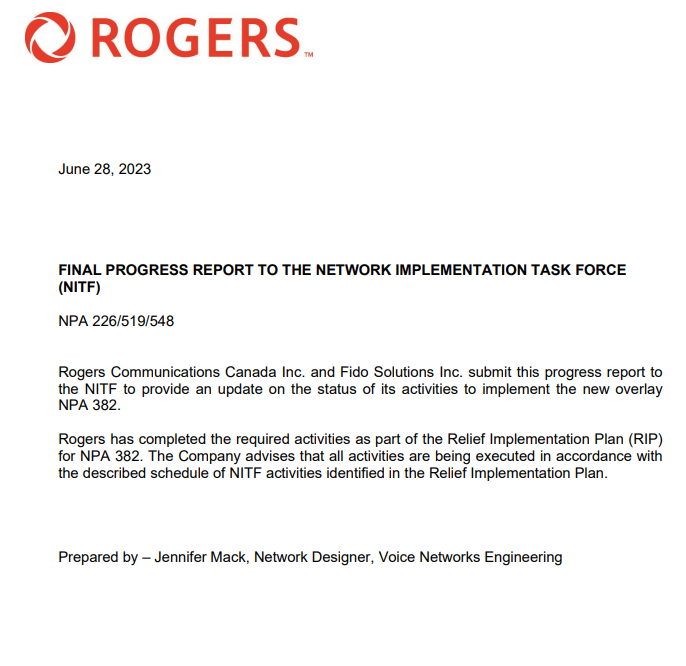 ROGERS™
June 28, 2023
FINAL PROGRESS REPORT TO THE NETWORK IMPLEMENTATION TASK FORCE
(NITF)
NPA 226/519/548
Rogers Communications Canada Inc. and Fido Solutions Inc. submit this progress report to
the NITF to provide an update on the status of its activities to implement the new overlay
NPA 382.
Rogers has completed the required activities as part of the Relief Implementation Plan (RIP)
for NPA 382. The Company advises that all activities are being executed in accordance with
the described schedule of NITF activities identified in the Relief Implementation Plan.
Prepared by – Jennifer Mack, Network Designer, Voice Networks Engineering